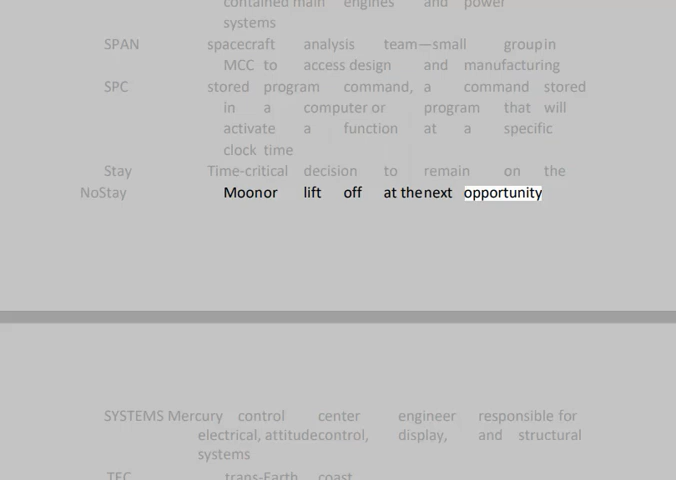 contained main engines and power
systems
SPAN spacecraft analysis team—small group in
MCC to access design and manufacturing
SPC stored program command, a command stored
in a computer or program that will
activate a function at a specific
clock time
Stay Time-critical decision to remain on the
NoStay Moonor lift off at thenext opportunity
SYSTEMS Mercury control center engineer responsible for
electrical, attitudecontrol, display, and structural
systems
TEC trans-Earth coast